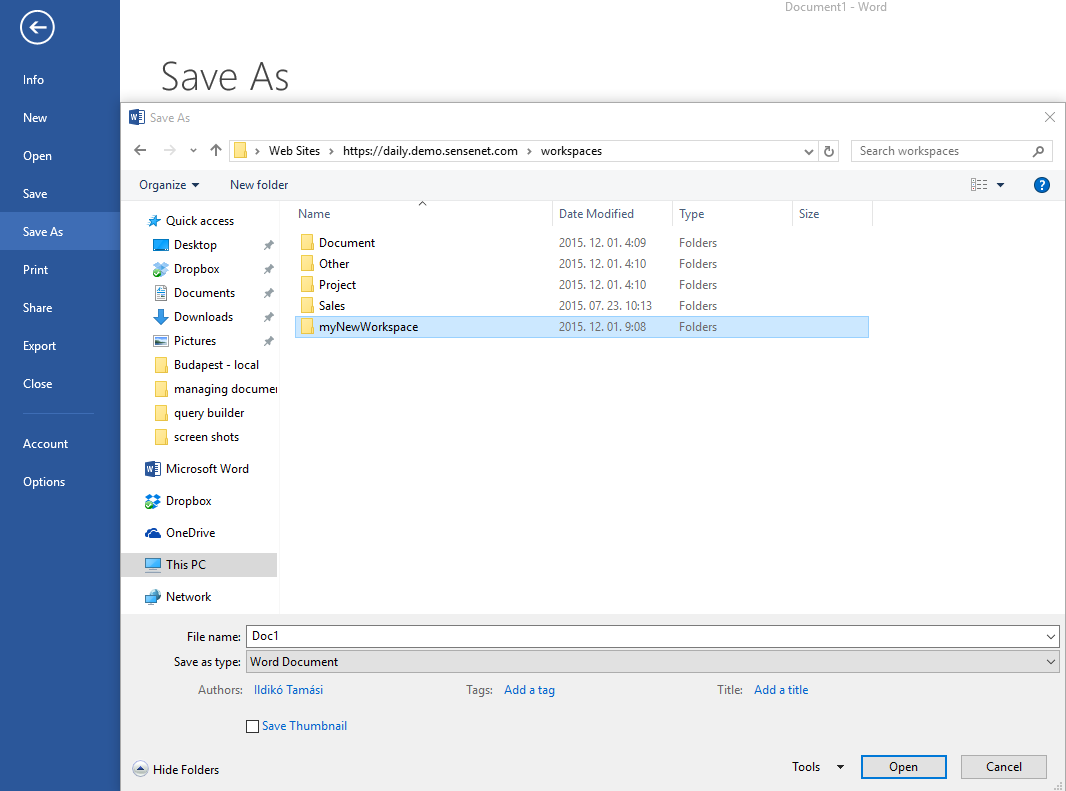 Document1 - Word
Info
New
Open
Save
Save As
Print
Share
Export
Close
Account
Options
Save As
Save As
Web Sites > https://daily.demo.sensenet.com > workspaces
Search workspaces
Organize New folder
?
Quick access
Desktop
Dropbox
Documents
Downloads
Pictures
Budapest - local
managing documen
query builder
screen shots
Microsoft Word
Dropbox
OneDrive
This PC
Network
Name Date Modified Type Size
Document 2015. 12. 01. 4:09 Folders
Other 2015. 12. 01. 4:10 Folders
Project 2015. 12. 01. 4:10 Folders
Sales 2015. 07. 23. 10:13 Folders
myNewWorkspace 2015. 12. 01. 9:08 Folders
File name: Doc1
Save as type: Word Document
Authors: Ildikó Tamási Tags: Add a tag Title: Add a title
Save Thumbnail
Hide Folders Tools Open Cancel